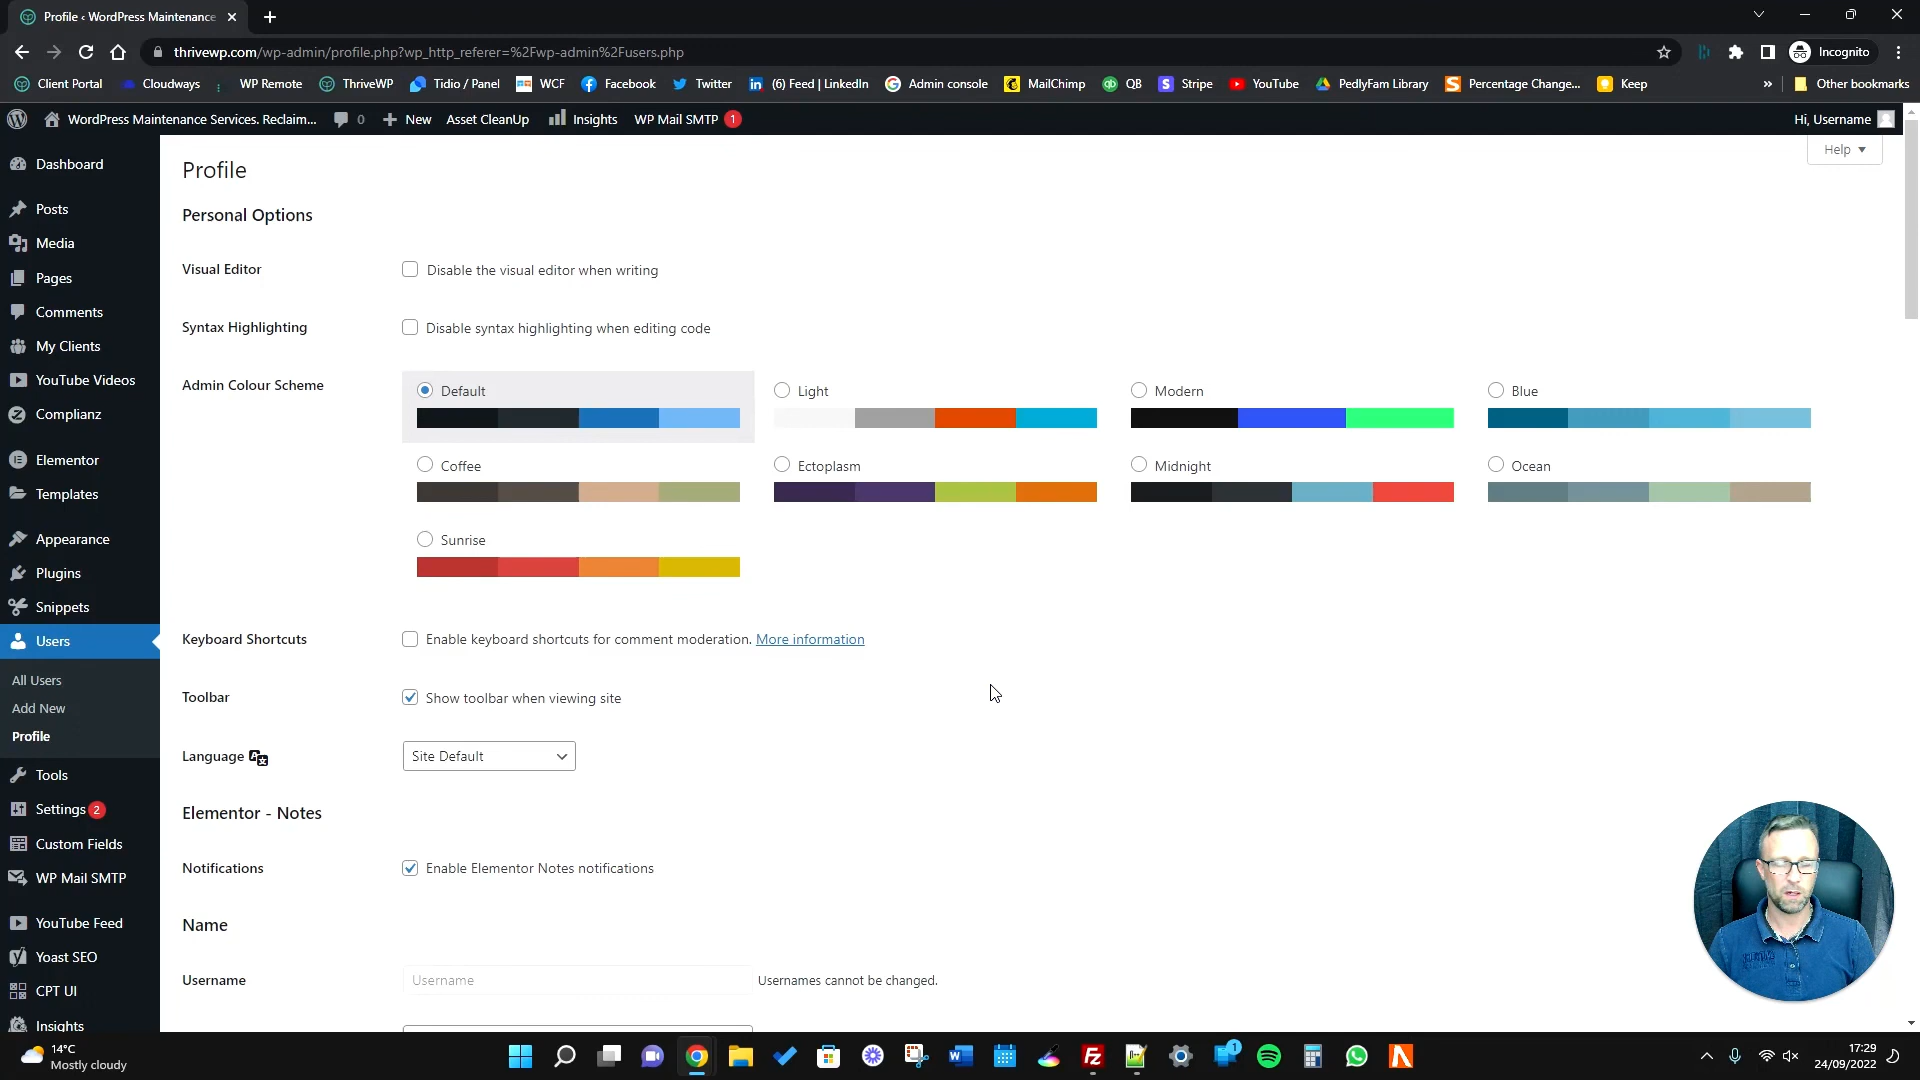 Profile ‹ WordPress Maintenance
thrivewp.com/wp-admin/profile.php?wp_http_referer=%2Fwp-admin%2Fusers.php
Incognito
Client Portal Cloudways WP Remote ThriveWP Tidio / Panel WCF Facebook Twitter (6) Feed | LinkedIn Admin console MailChimp QB Stripe YouTube PedlyFam Library Percentage Change... Keep » Other bookmarks
WordPress Maintenance Services. Reclaim... 0 New Asset CleanUp Insights WP Mail SMTP 1 Hi, Username
Help
Dashboard
Posts
Media
Pages
Comments
My Clients
YouTube Videos
Complianz
Elementor
Templates
Appearance
Plugins
Snippets
Users
All Users
Add New
Profile
Tools
Settings 2
Custom Fields
WP Mail SMTP
YouTube Feed
Yoast SEO
CPT UI
Insights
Profile
Personal Options
Visual Editor Disable the visual editor when writing
Syntax Highlighting Disable syntax highlighting when editing code
Admin Colour Scheme Default Light Modern Blue
Coffee Ectoplasm Midnight Ocean
Sunrise
Keyboard Shortcuts Enable keyboard shortcuts for comment moderation. More information
Toolbar Show toolbar when viewing site
Language Site Default
Elementor - Notes
Notifications Enable Elementor Notes notifications
Name
Username Username Usernames cannot be changed.
14°C
Mostly cloudy
1
17:29
24/09/2022